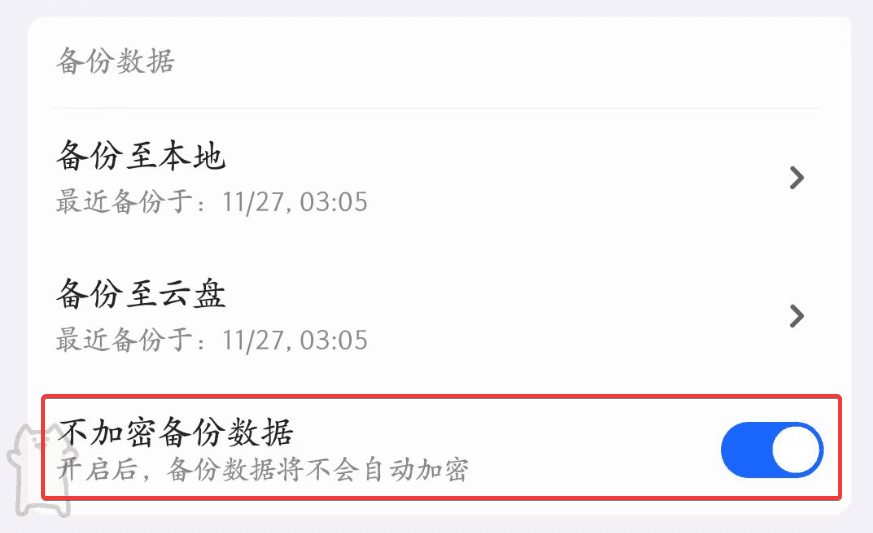 备份数据
备份至本地
最近备份于：11/27, 03:05
备份至云盘
最近备份于：11/27, 03:05
不加密备份数据
开启后，备份数据将不会自动加密